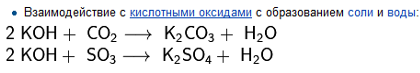 • Взаимодействие с кислотными оксидами с образованием соли и воды:
2 KOH + CO₂ ⟶ K₂CO₃ + H₂O
2 KOH + SO₃ ⟶ K₂SO₄ + H₂O